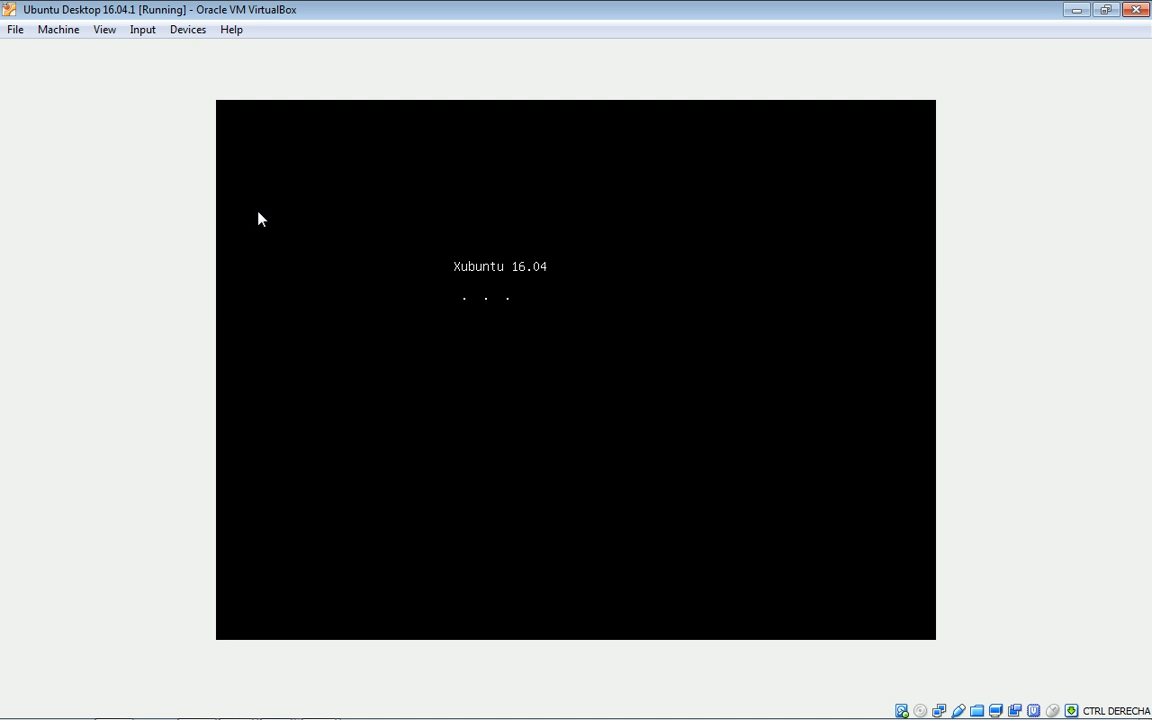 Ubuntu Desktop 16.04.1 [Running] - Oracle VM VirtualBox
File Machine View Input Devices Help
Xubuntu 16.04
. . .
CTRL DERECHA